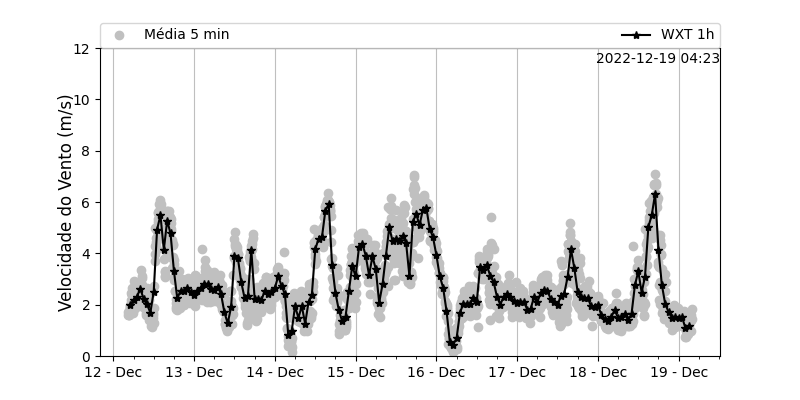 Média 5 min
WXT 1h
2022-12-19 04:23
Velocidade do Vento (m/s)
12
10
8
6
4
2
0
12 - Dec
13 - Dec
14 - Dec
15 - Dec
16 - Dec
17 - Dec
18 - Dec
19 - Dec